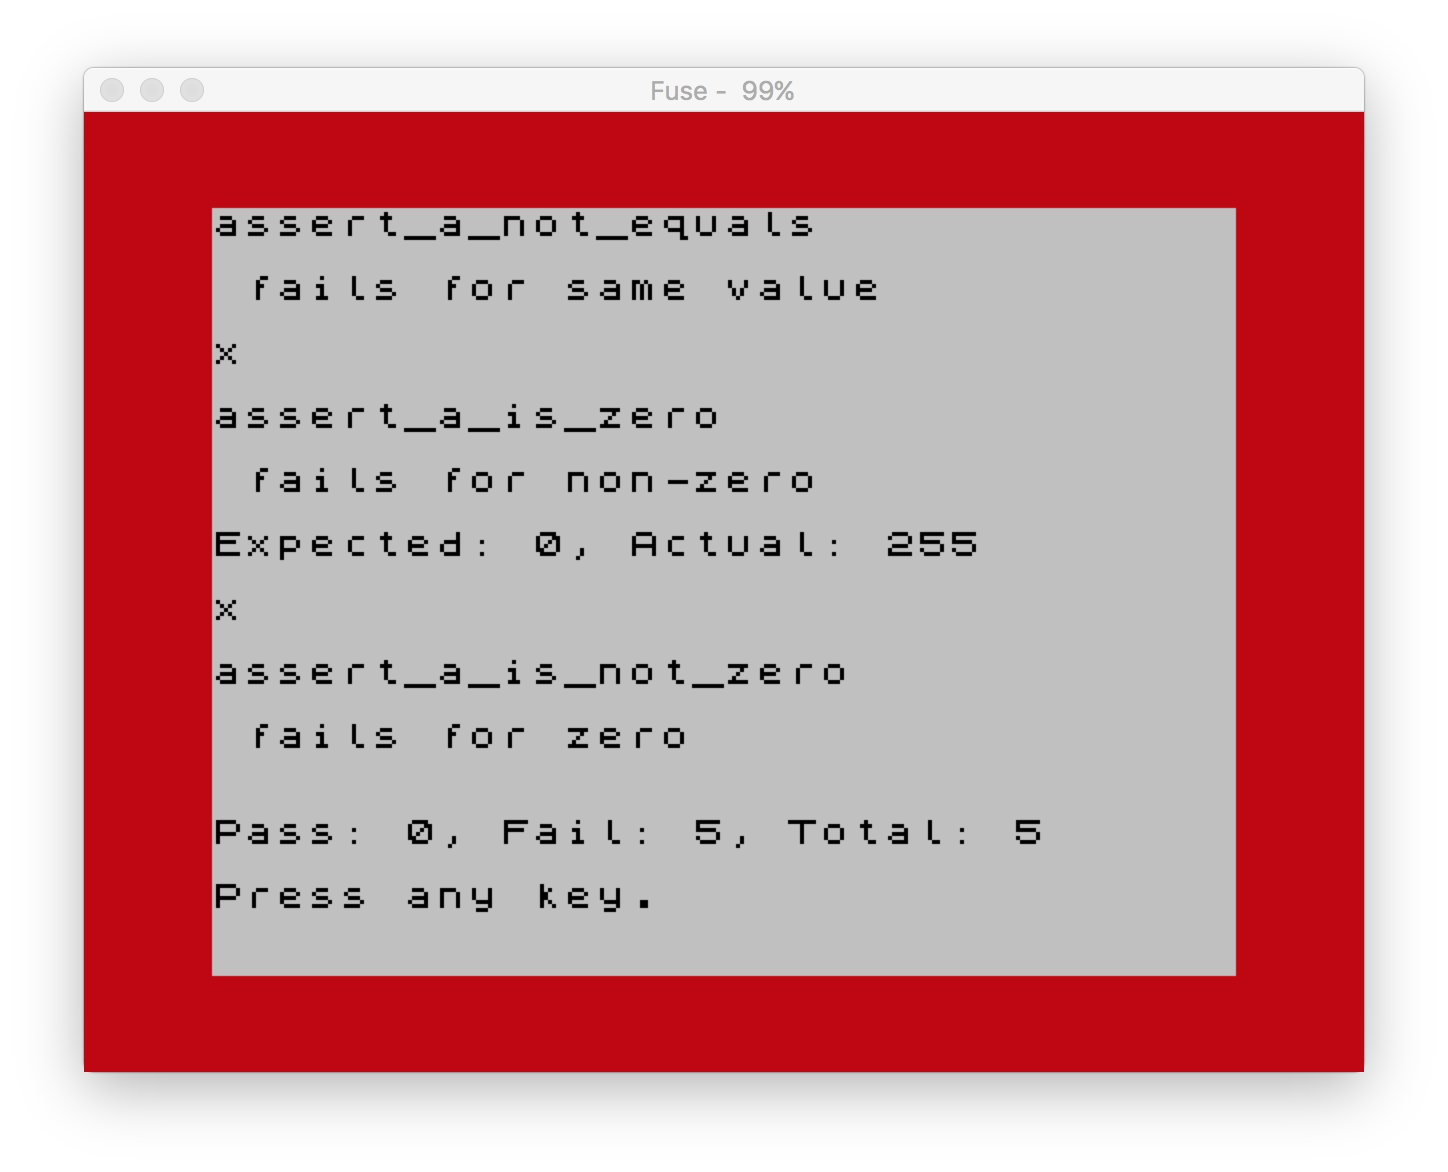 Fuse - 99%
assert_a_not_equals
fails for same value
x
assert_a_is_zero
fails for non-zero
Expected: 0, Actual: 255
x
assert_a_is_not_zero
fails for zero
Pass: 0, Fail: 5, Total: 5
Press any key.